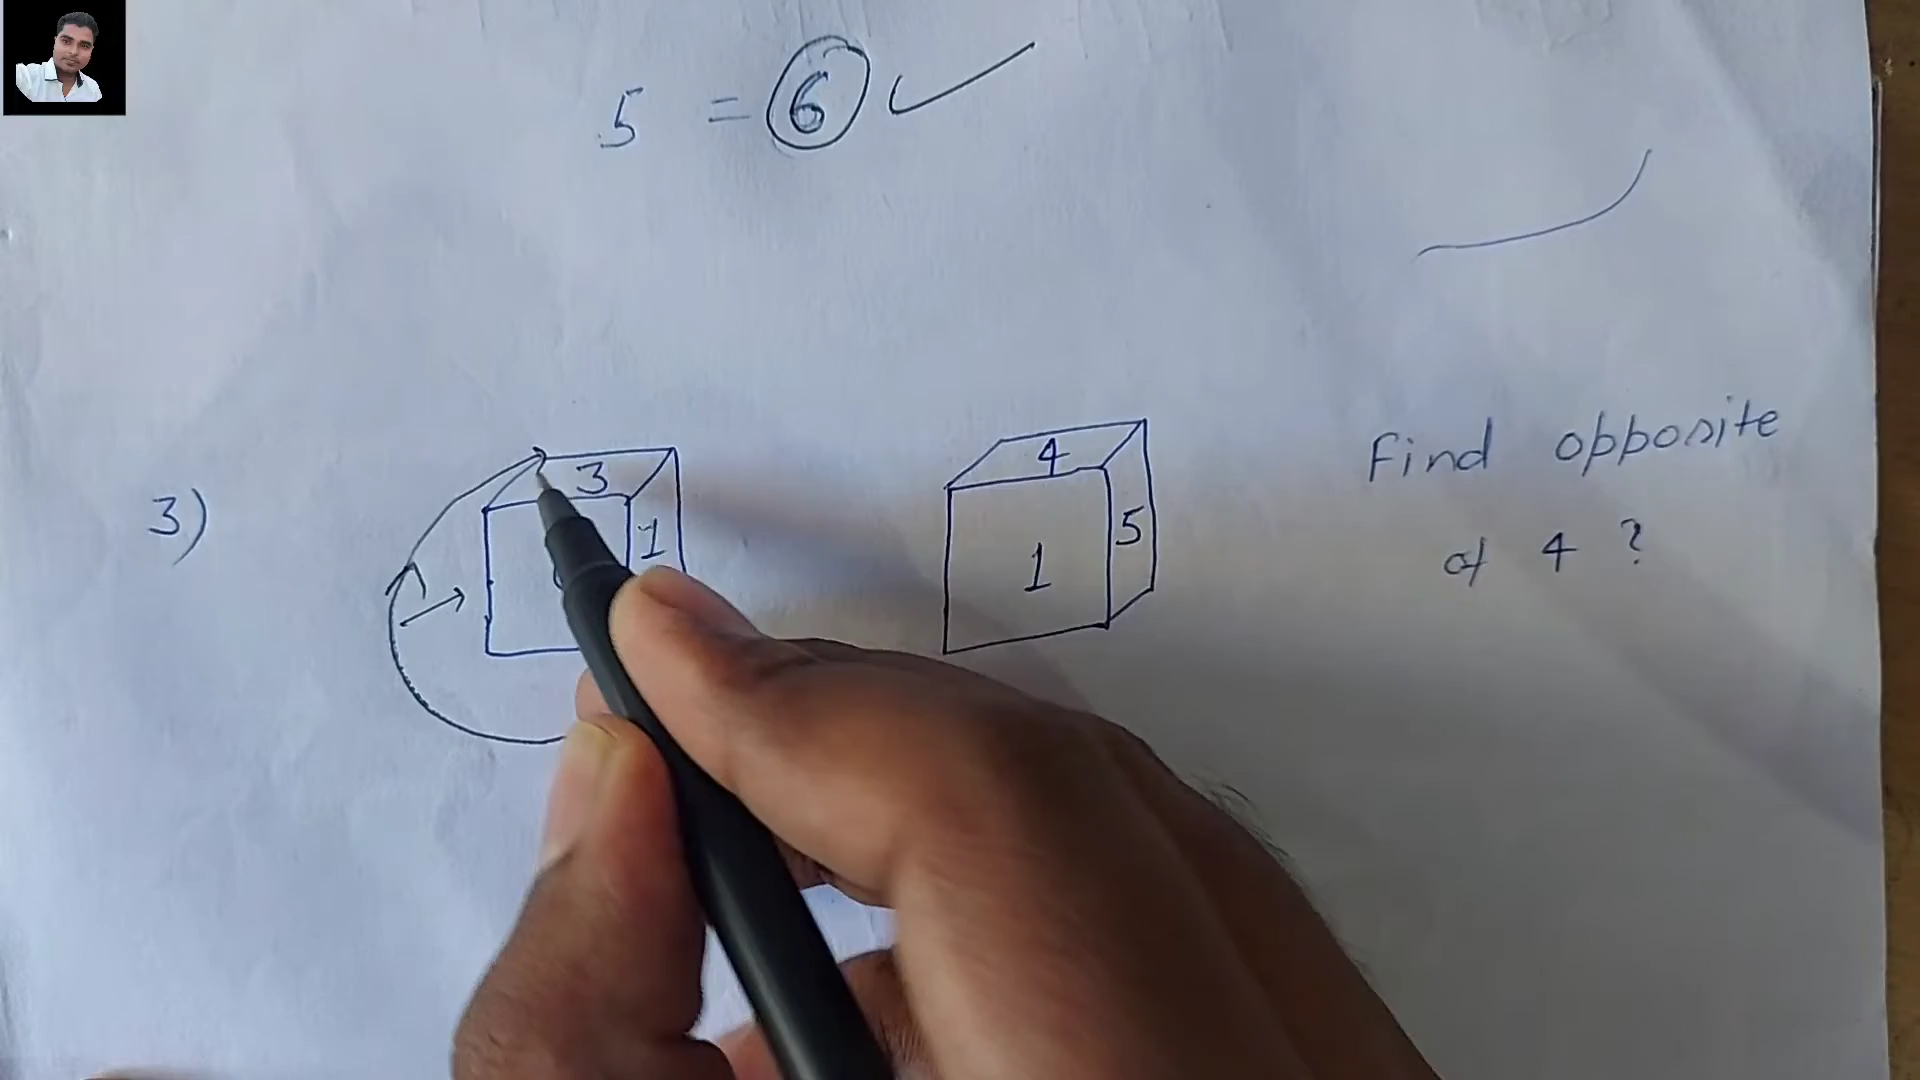 5 = 6
3)
3
1
4
1
5
Find opposite
of 4 ?